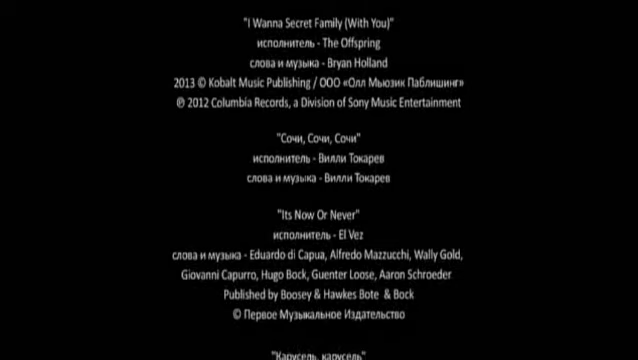 "I Wanna Secret Family (With You)"
исполнитель - The Offspring
слова и музыка - Bryan Holland
2013 © Kobalt Music Publishing / ООО «Олл Мьюзик Паблишинг»
℗ 2012 Columbia Records, a Division of Sony Music Entertainment
"Сочи, Сочи, Сочи"
исполнитель - Вилли Токарев
слова и музыка - Вилли Токарев
"Its Now Or Never"
исполнитель - El Vez
слова и музыка - Eduardo di Capua, Alfredo Mazzucchi, Wally Gold,
Giovanni Capurro, Hugo Bock, Guenter Loose, Aaron Schroeder
Published by Boosey & Hawkes Bote & Bock
© Первое Музыкальное Издательство
"Карусель, карусель"